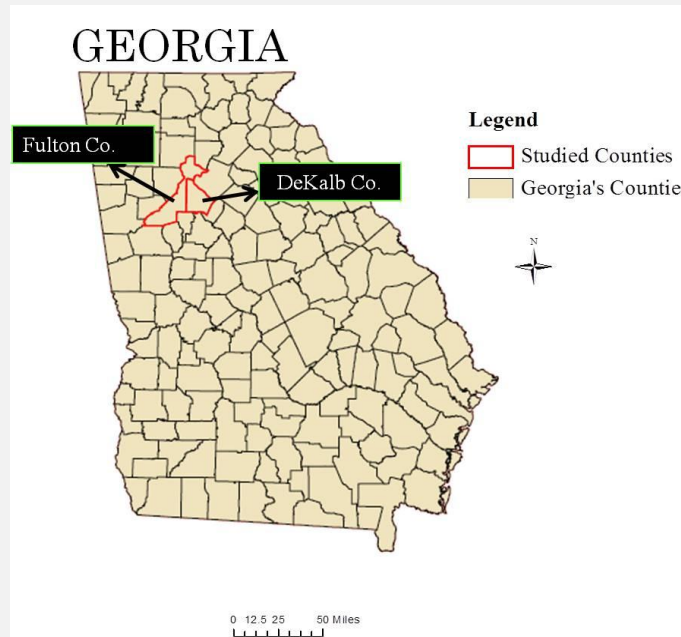 GEORGIA
Fulton Co.
DeKalb Co.
Legend
Studied Counties
Georgia's Countie
N
0 12.5 25 50 Miles